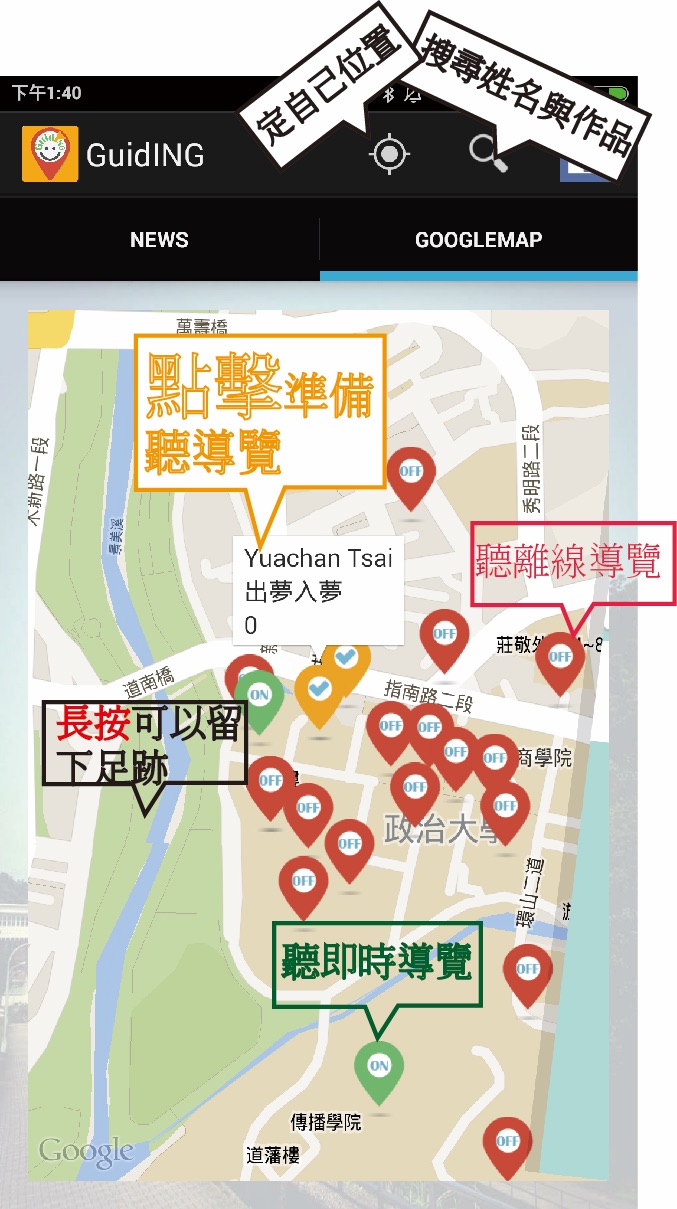 定自己位置
搜尋姓名與作品
下午1:40
GuidING
NEWS
GOOGLEMAP
萬壽橋
點擊準備
聽導覽
木新路一段
秀明路二段
景美溪
OFF
Yuachan Tsai
出夢入夢
0
聽離線導覽
OFF
莊敬外
~8
OFF
道南橋
指南路二段
ON
長按可以留
下足跡
OFF
OFF
OFF
OFF
商學院
OFF
OFF
OFF
OFF
政治大學
OFF
OFF
環山二道
聽即時導覽
OFF
ON
傳播學院
道藩樓
OFF
Google